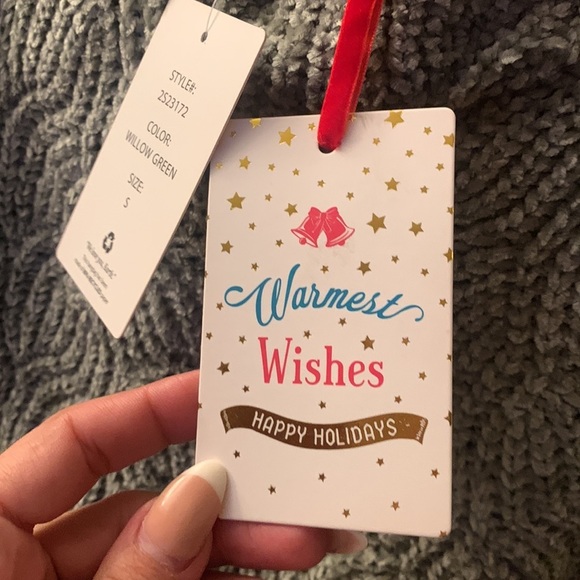 STYLE#:
2S23172
COLOR:
WILLOW GREEN
SIZE:
S
Warmest
Wishes
HAPPY HOLIDAYS